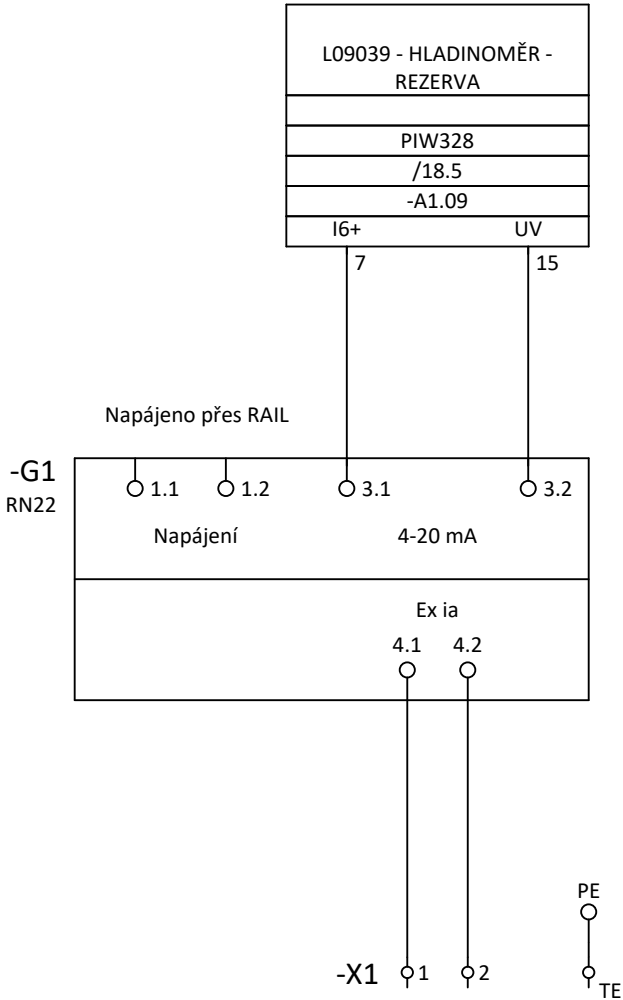 L09039 - HLADINOMĚR -
REZERVA
PIW328
/18.5
-A1.09
I6+ UV
7 15
Napájeno přes RAIL
-G1
RN22
1.1 1.2 3.1 3.2
Napájení 4-20 mA
Ex ia
4.1 4.2
PE
-X1 1 2 TE